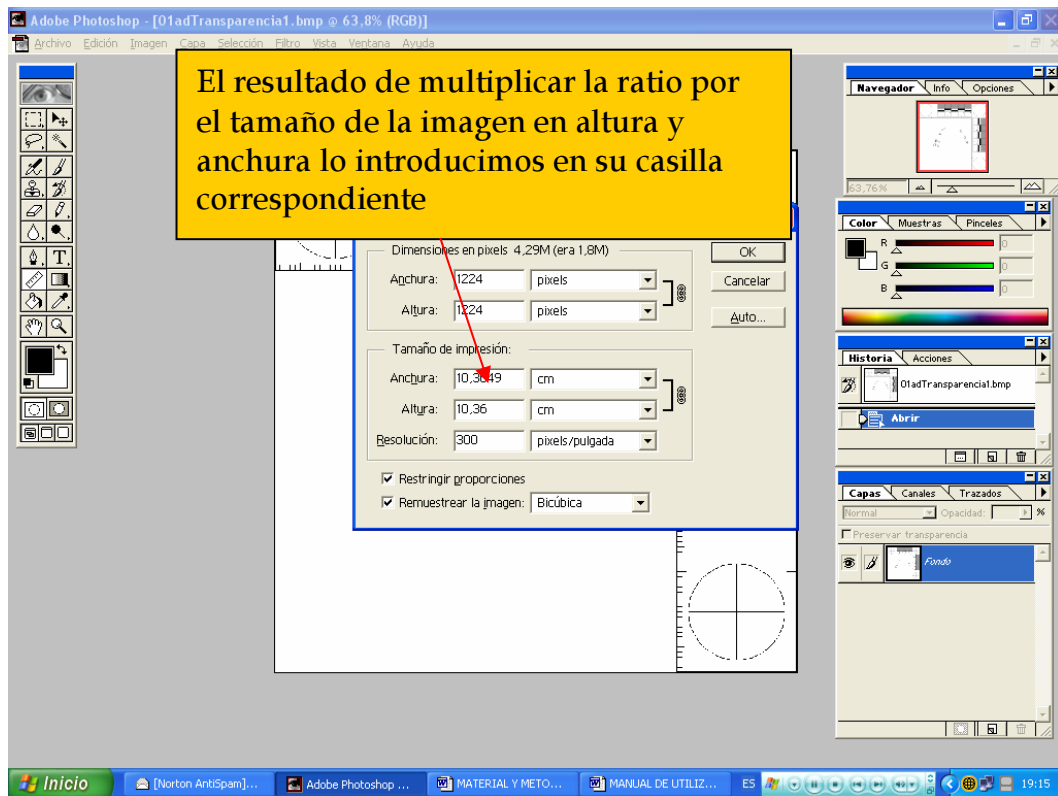 Adobe Photoshop - [01adTransparencia1.bmp @ 63,8% (RGB)]
Archivo Edición Imagen Capa Selección Filtro Vista Ventana Ayuda
El resultado de multiplicar la ratio por
el tamaño de la imagen en altura y
anchura lo introducimos en su casilla
correspondiente
Dimensiones en pixels 4,29M (era 1,8M)
Anchura: 1224 pixels
Altura: 1224 pixels
Tamaño de impresión:
Anchura: cm
Altura: 10,36 cm
Resolución: 300 pixels/pulgada
Restringir proporciones
Remuestrear la imagen: Bicúbica
OK
Cancelar
Auto...
Navegador Info Opciones
63,76%
Color Muestras Pinceles
R 0
G 0
B 0
Historia Acciones
01adTransparencia1.bmp
Abrir
Capas Canales Trazados
Normal Opacidad: %
Preservar transparencia
Fondo
Inicio [Norton AntiSpam]... Adobe Photoshop ... MATERIAL Y METO... MANUAL DE UTILIZ... ES 19:15